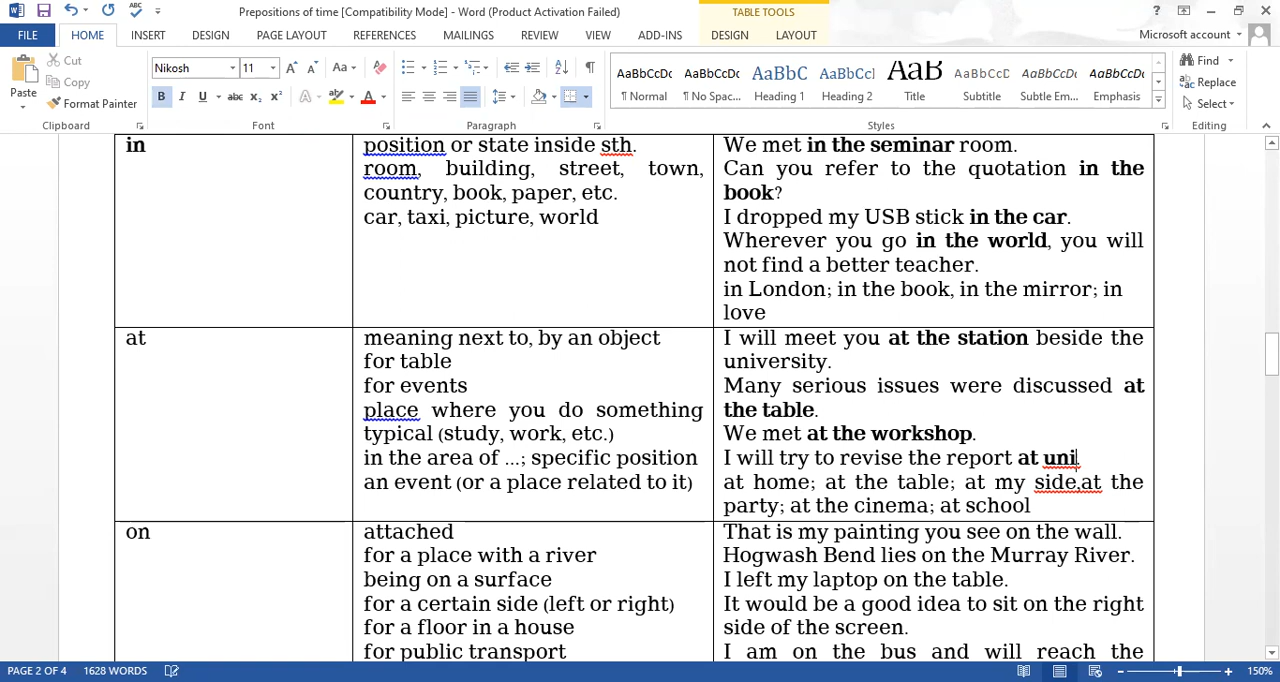 Prepositions of time [Compatibility Mode] - Word (Product Activation Failed)
TABLE TOOLS
FILE
HOME
INSERT
DESIGN
PAGE LAYOUT
REFERENCES
MAILINGS
REVIEW
VIEW
ADD-INS
DESIGN
LAYOUT
Microsoft account
Paste
Cut
Copy
Format Painter
Clipboard
Nikosh
11
Font
Paragraph
AaBbCcDc
¶ Normal
AaBbCcDc
¶ No Spac...
AaBbC
Heading 1
AaBbCcl
Heading 2
AaB
Title
AaBbCcD
Subtitle
AaBbCcDc
Subtle Em...
AaBbCcDc
Emphasis
Styles
Find
Replace
Select
Editing
in
position or state inside sth.
room, building, street, town,
country, book, paper, etc.
car, taxi, picture, world
We met in the seminar room.
Can you refer to the quotation in the
book?
I dropped my USB stick in the car.
Wherever you go in the world, you will
not find a better teacher.
in London; in the book, in the mirror; in
love
at
meaning next to, by an object
for table
for events
place where you do something
typical (study, work, etc.)
in the area of ...; specific position
an event (or a place related to it)
I will meet you at the station beside the
university.
Many serious issues were discussed at
the table.
We met at the workshop.
I will try to revise the report at uni.
at home; at the table; at my side,at the
party; at the cinema; at school
on
attached
for a place with a river
being on a surface
for a certain side (left or right)
for a floor in a house
for public transport
That is my painting you see on the wall.
Hogwash Bend lies on the Murray River.
I left my laptop on the table.
It would be a good idea to sit on the right
side of the screen.
I am on the bus and will reach the
PAGE 2 OF 4
1628 WORDS
150%